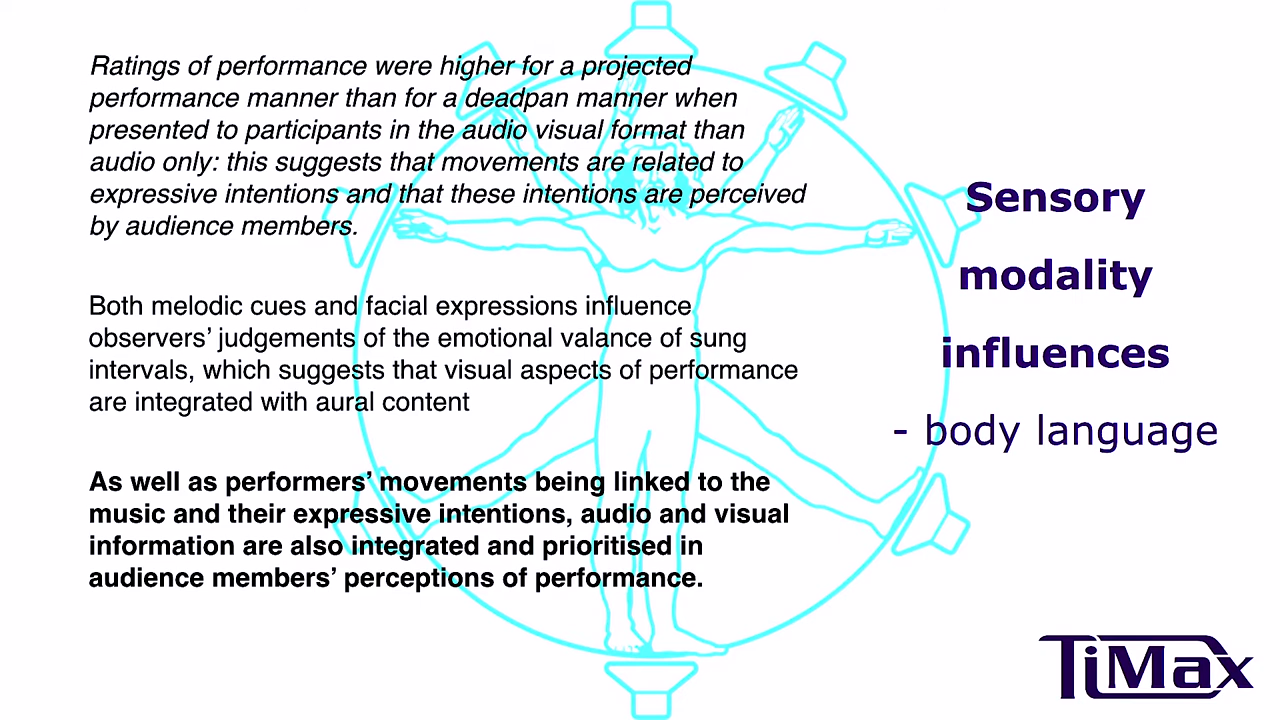 Ratings of performance were higher for a projected
performance manner than for a deadpan manner when
presented to participants in the audio visual format than
audio only: this suggests that movements are related to
expressive intentions and that these intentions are perceived
by audience members.
Both melodic cues and facial expressions influence
observers’ judgements of the emotional valance of sung
intervals, which suggests that visual aspects of performance
are integrated with aural content
As well as performers’ movements being linked to the
music and their expressive intentions, audio and visual
information are also integrated and prioritised in
audience members’ perceptions of performance.
Sensory
modality
influences
- body language
TiMax